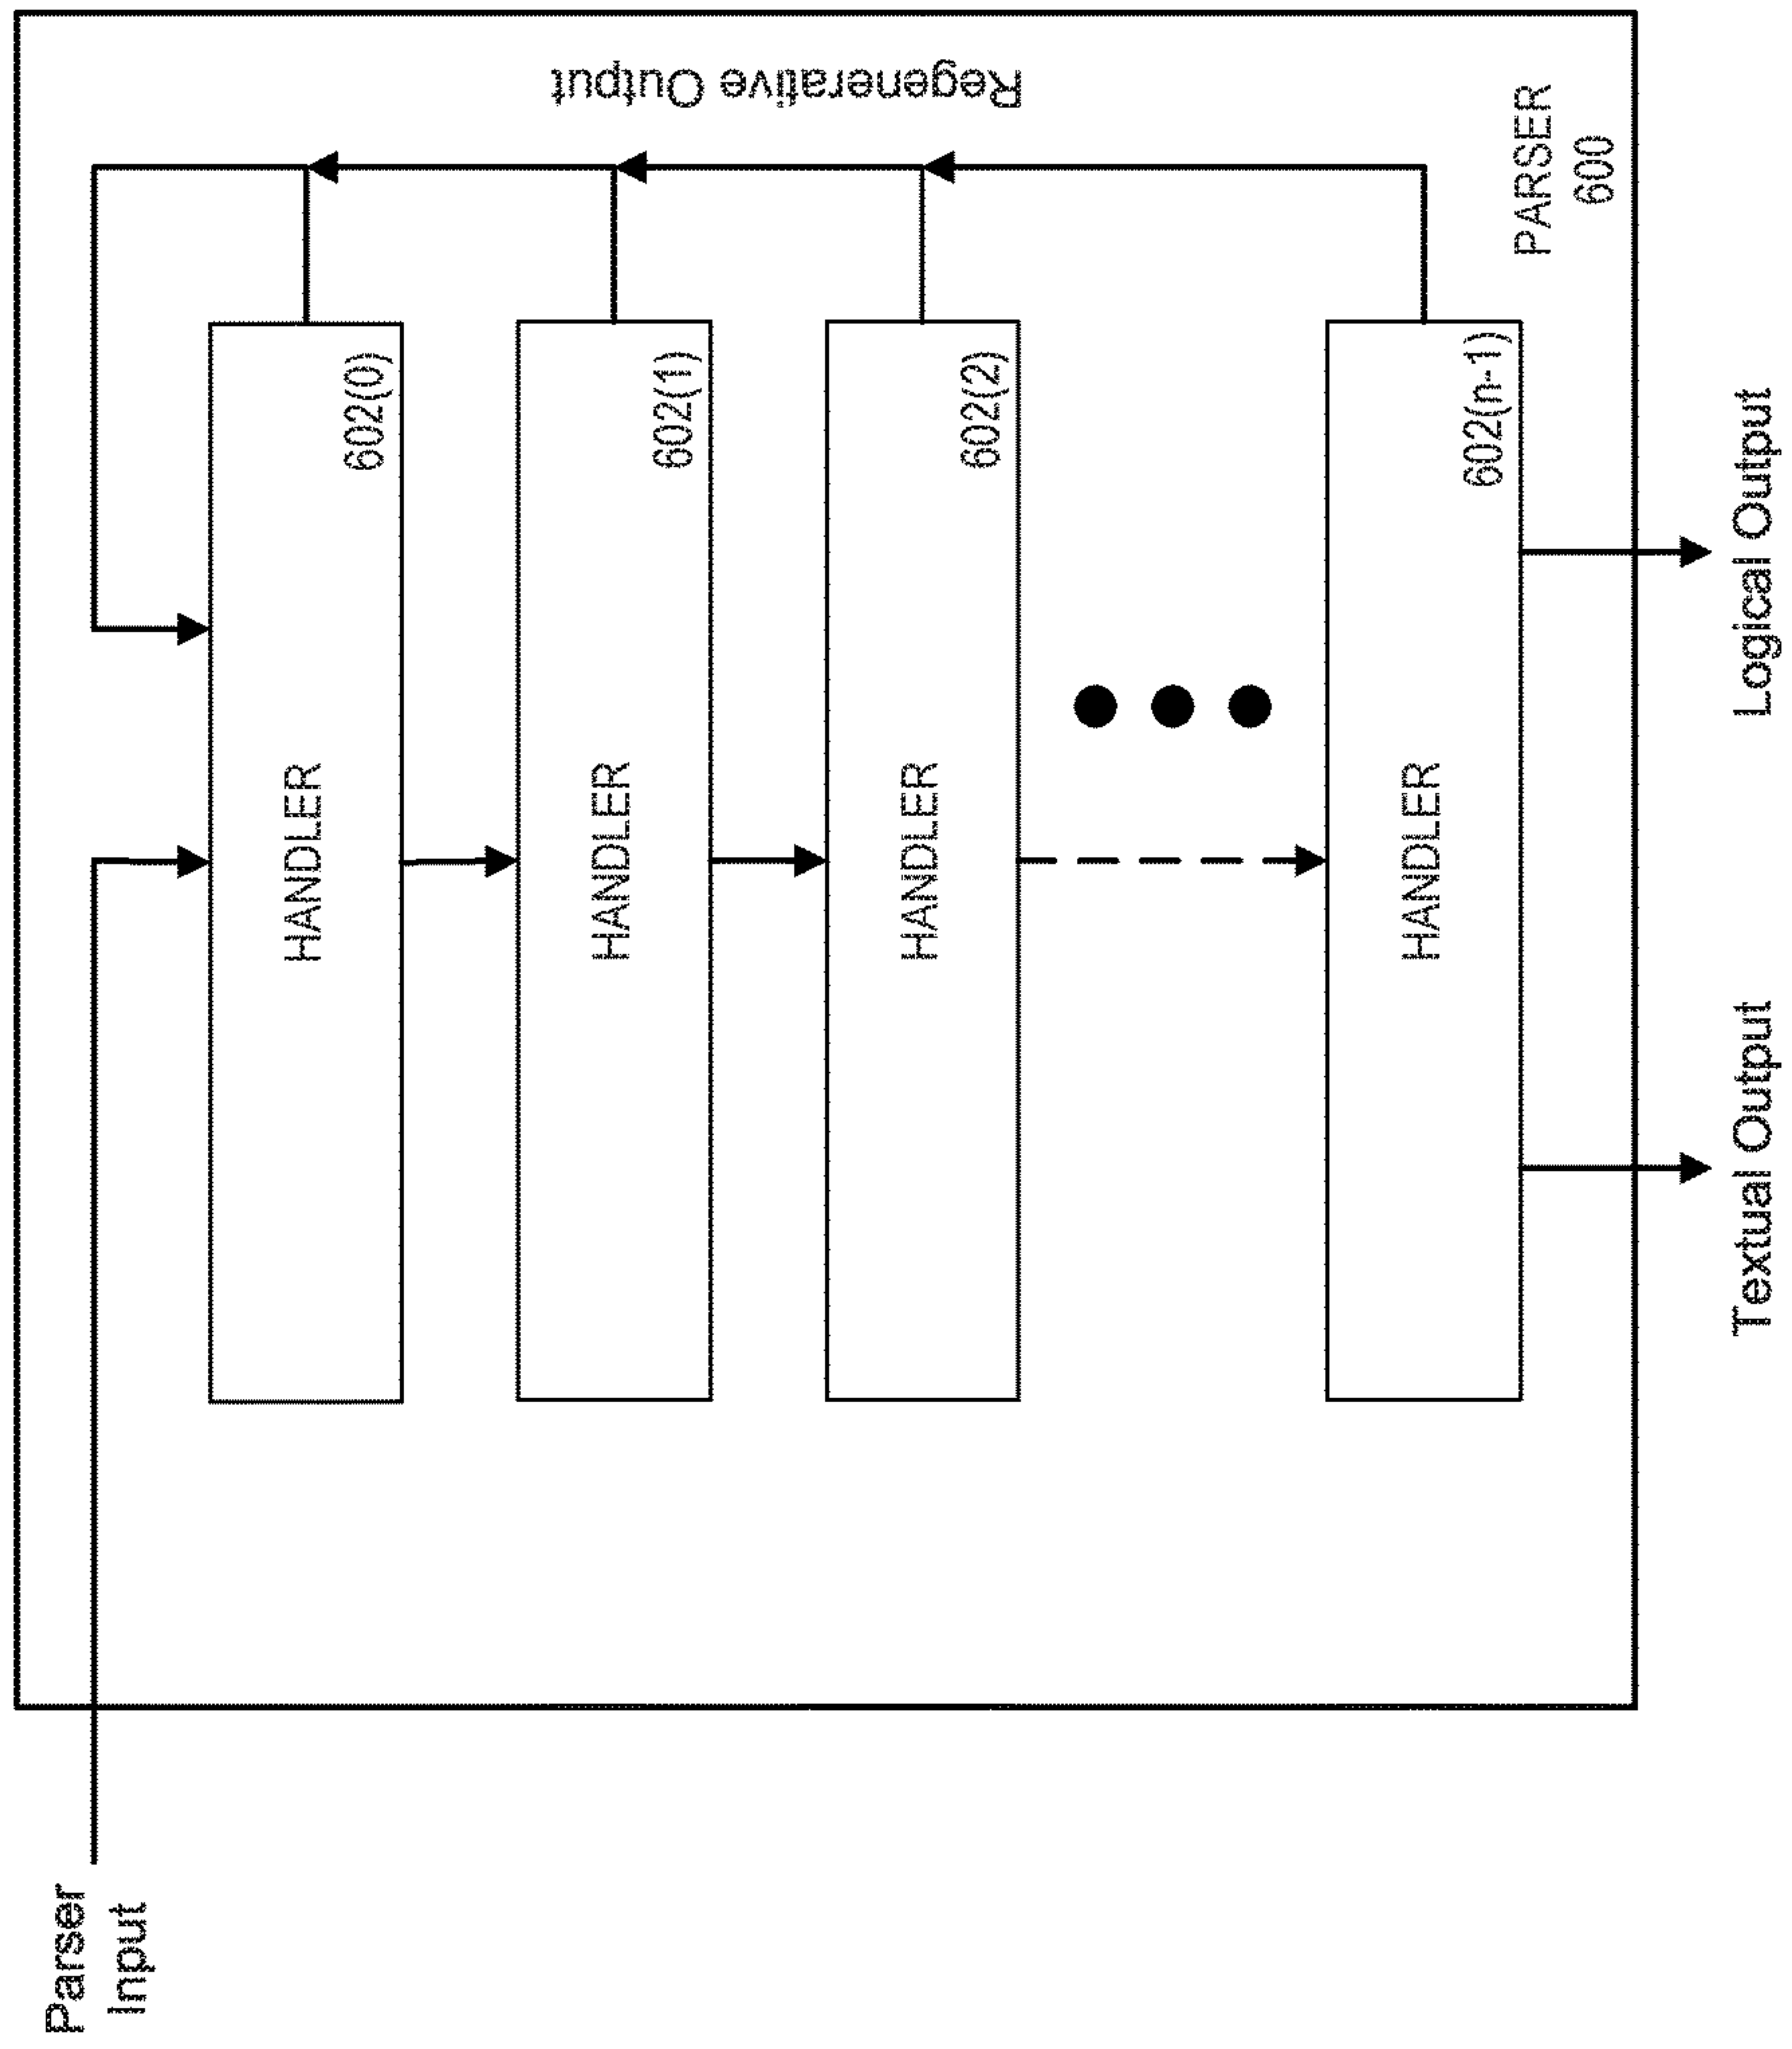 Parser
Input
HANDLER
602(0)
HANDLER
602(1)
HANDLER
602(2)
HANDLER
602(n-1)
Regenerative Output
PARSER
600
Textual Output
Logical Output